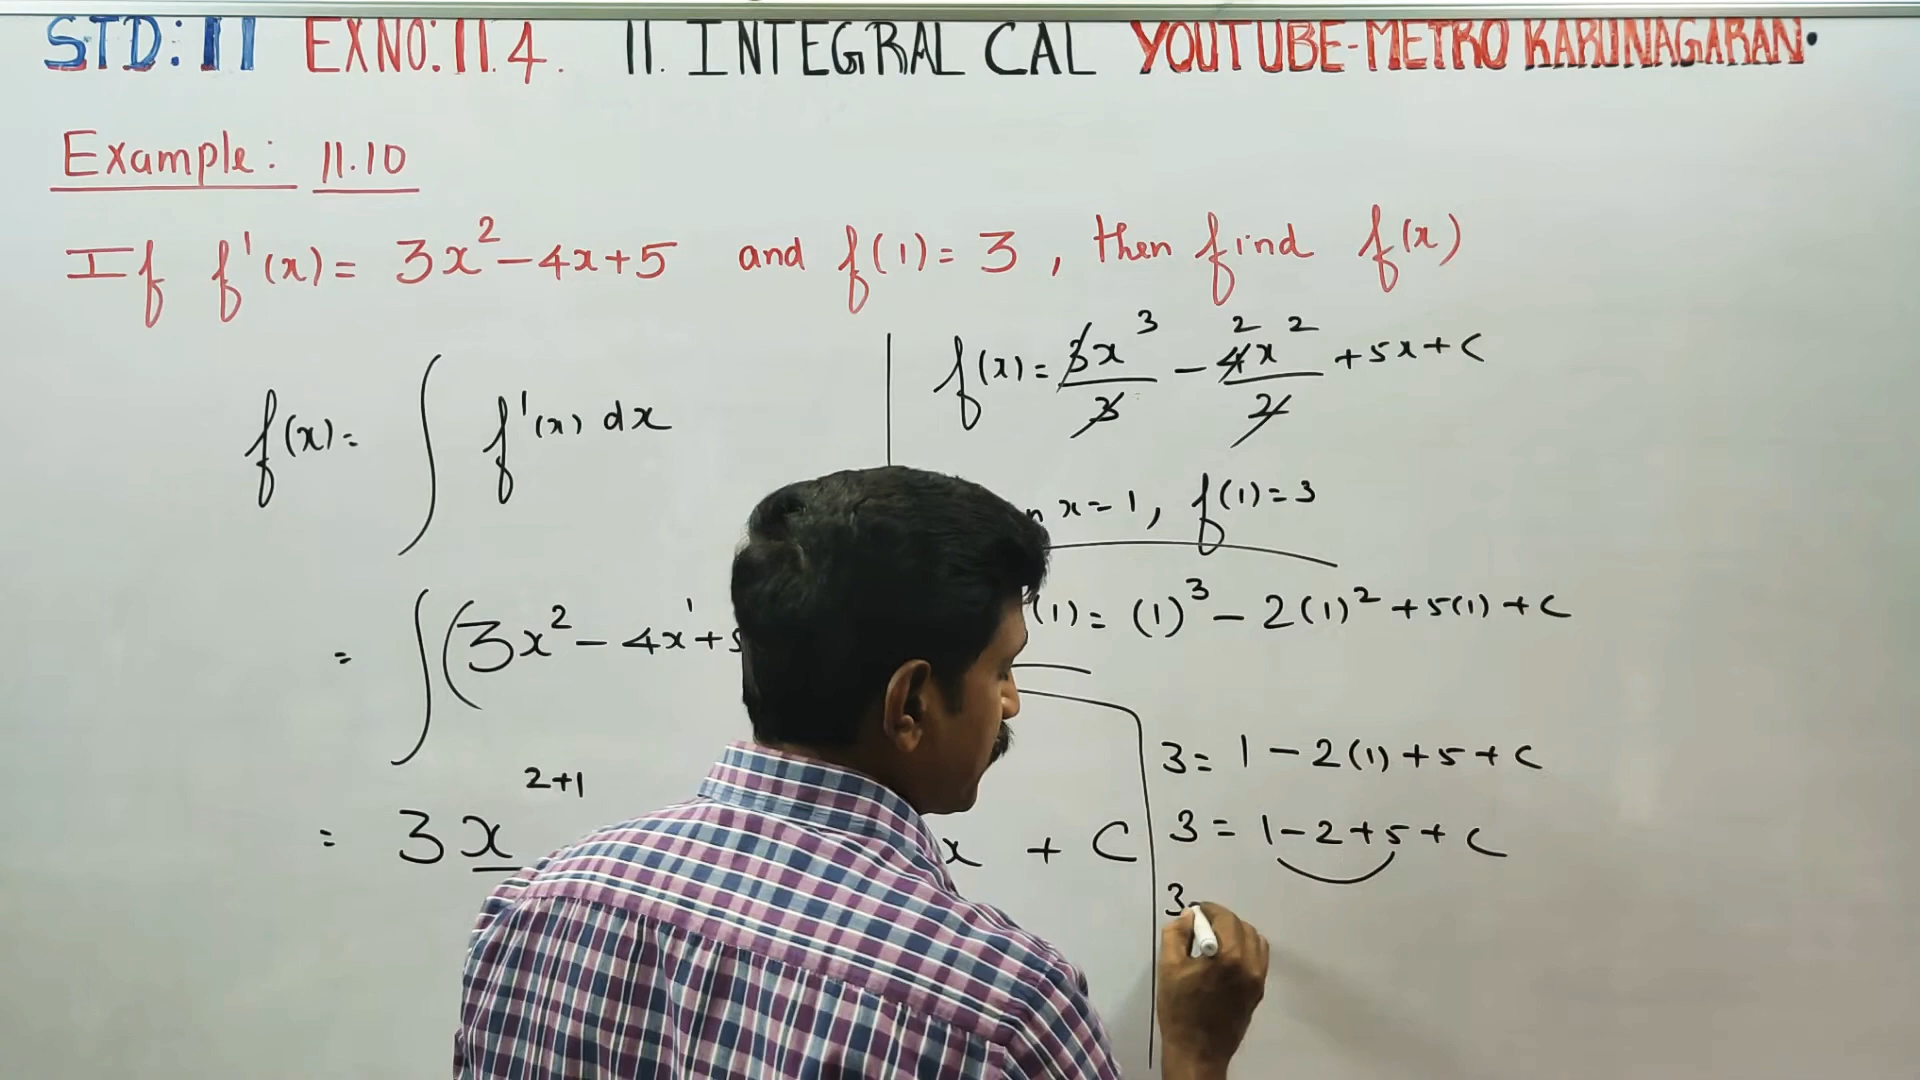 STD: 11 EXNO: 11.4. 11. INTEGRAL CAL YOUTUBE-METRO KARUNAGARAN.
Example: 11.10
If f'(x) = 3x² - 4x + 5 and f(1) = 3, then find f(x)
f(x) = ∫ f'(x) dx
= ∫(3x² - 4x¹ +
= 3x^(2+1) x + C
f(x) = 3x³/3 - 4x²/2 + 5x + C
2
x = 1, f(1) = 3
(1) = (1)³ - 2(1)² + 5(1) + C
3 = 1 - 2(1) + 5 + C
3 = 1 - 2 + 5 + C
3